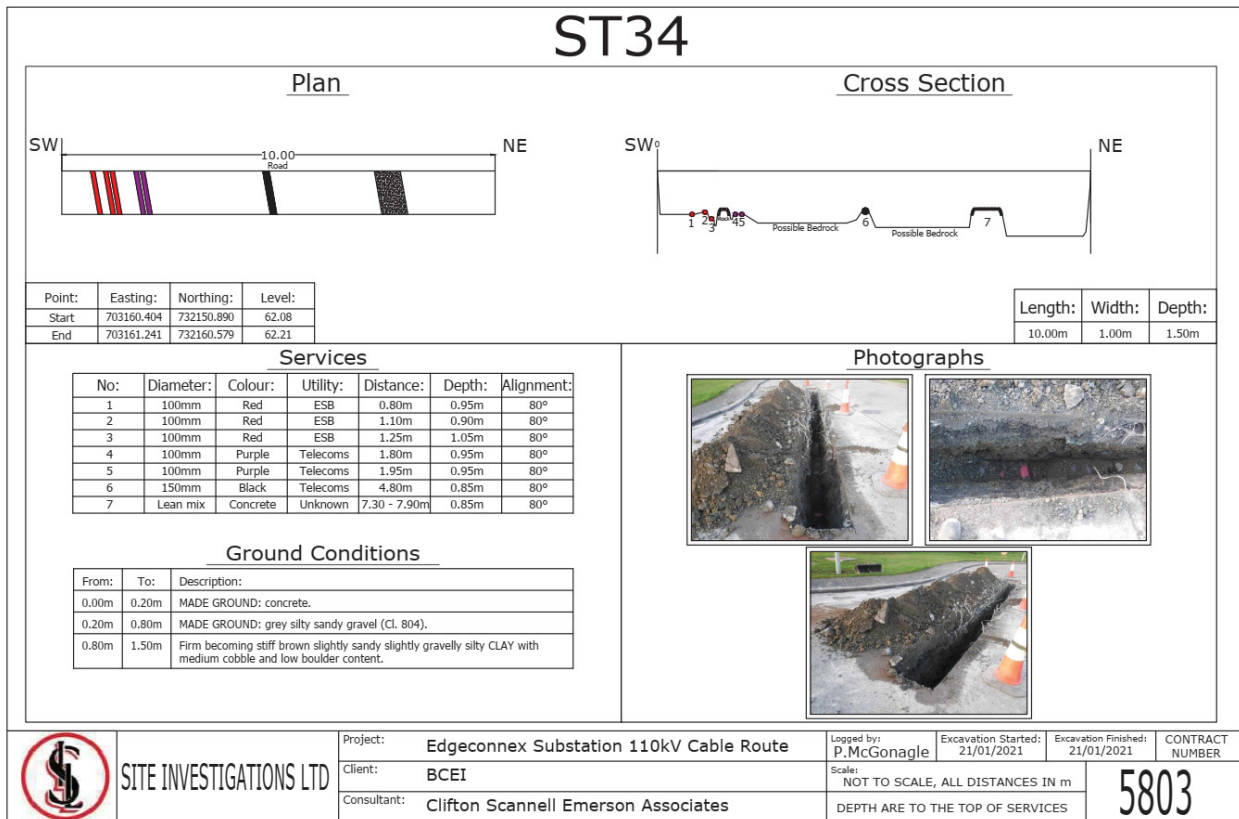 ST34
Plan
SW
NE
10.00
Road
Cross Section
SW 0
NE
1
2
3
45
6
7
Possible Bedrock
Possible Bedrock
Point: Easting: Northing: Level:
Start 703160.404 732150.890 62.08
End 703161.241 732160.579 62.21
Length: Width: Depth:
10.00m 1.00m 1.50m
Services
No: Diameter: Colour: Utility: Distance: Depth: Alignment:
1 100mm Red ESB 0.80m 0.95m 80°
2 100mm Red ESB 1.10m 0.90m 80°
3 100mm Red ESB 1.25m 1.05m 80°
4 100mm Purple Telecoms 1.80m 0.95m 80°
5 100mm Purple Telecoms 1.95m 0.95m 80°
6 150mm Black Telecoms 4.80m 0.85m 80°
7 Lean mix Concrete Unknown 7.30 - 7.90m 0.85m 80°
Ground Conditions
From: To: Description:
0.00m 0.20m MADE GROUND: concrete.
0.20m 0.80m MADE GROUND: grey silty sandy gravel (Cl. 804).
0.80m 1.50m Firm becoming stiff brown slightly sandy slightly gravelly silty CLAY with
medium cobble and low boulder content.
Photographs
SIL
SITE INVESTIGATIONS LTD
Project: Edgeconnex Substation 110kV Cable Route
Client: BCEI
Consultant: Clifton Scannell Emerson Associates
Logged by:
P.McGonagle
Excavation Started:
21/01/2021
Excavation Finished:
21/01/2021
Scale:
NOT TO SCALE, ALL DISTANCES IN m
DEPTH ARE TO THE TOP OF SERVICES
CONTRACT
NUMBER
5803